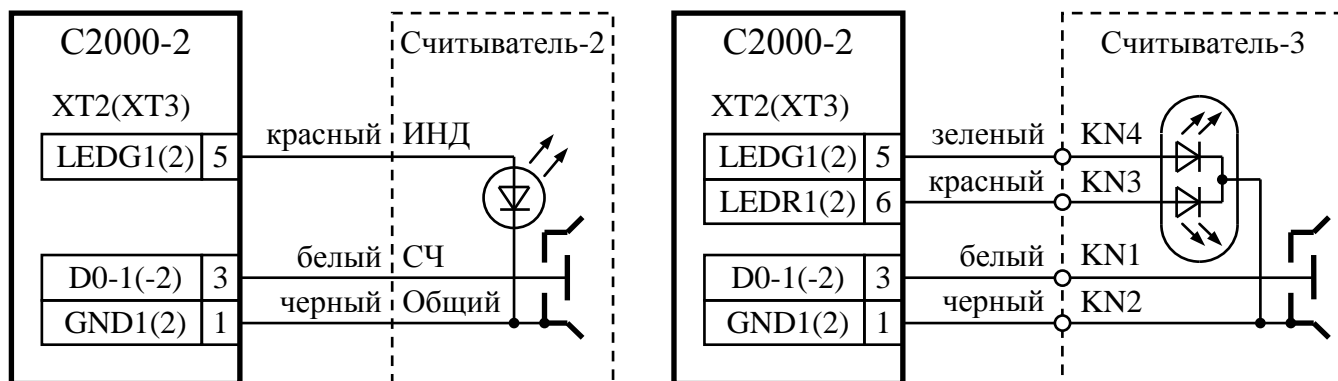 С2000-2
Считыватель-2
XT2(XT3)
красный ИНД
LEDG1(2) 5
белый СЧ
D0-1(-2) 3
черный Общий
GND1(2) 1
С2000-2
Считыватель-3
XT2(XT3)
зеленый KN4
LEDG1(2) 5
красный KN3
LEDR1(2) 6
белый KN1
D0-1(-2) 3
черный KN2
GND1(2) 1